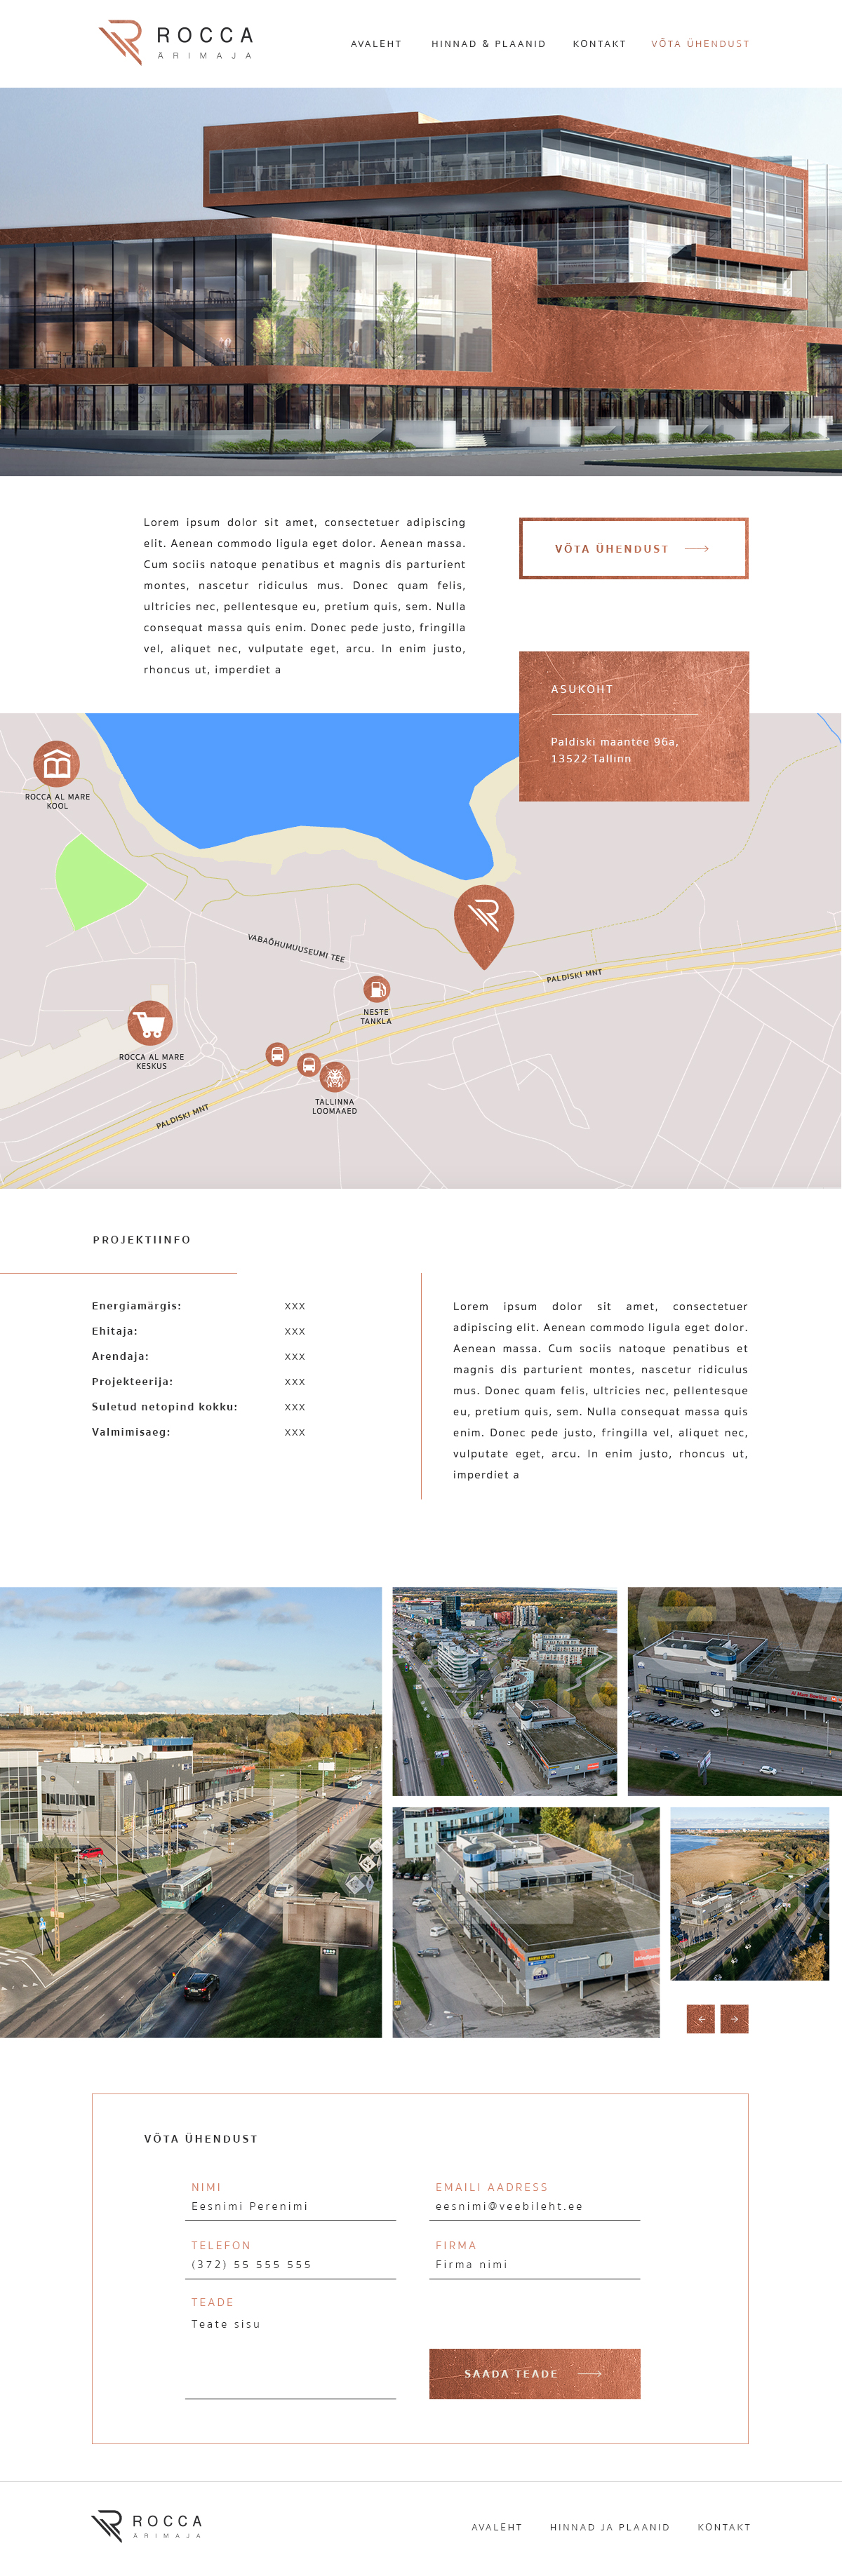 ROCCA
ÄRIMAJA
AVALEHT HINNAD & PLAANID KONTAKT VÕTA ÜHENDUST
Lorem ipsum dolor sit amet, consectetuer adipiscing
elit. Aenean commodo ligula eget dolor. Aenean massa.
Cum sociis natoque penatibus et magnis dis parturient
montes, nascetur ridiculus mus. Donec quam felis,
ultricies nec, pellentesque eu, pretium quis, sem. Nulla
consequat massa quis enim. Donec pede justo, fringilla
vel, aliquet nec, vulputate eget, arcu. In enim justo,
rhoncus ut, imperdiet a
VÕTA ÜHENDUST
ASUKOHT
Paldiski maantee 96a,
13522 Tallinn
ROCCA AL MARE
KOOL
VABAÕHUMUUSEUMI TEE
PALDISKI MNT
NESTE
TANKLA
ROCCA AL MARE
KESKUS
TALLINNA
LOOMAAED
PALDISKI MNT
PROJEKTIINFO
Energiamärgis: XXX
Ehitaja: XXX
Arendaja: XXX
Projekteerija: XXX
Suletud netopind kokku: XXX
Valmimisaeg: XXX
Lorem ipsum dolor sit amet, consectetuer
adipiscing elit. Aenean commodo ligula eget dolor.
Aenean massa. Cum sociis natoque penatibus et
magnis dis parturient montes, nascetur ridiculus
mus. Donec quam felis, ultricies nec, pellentesque
eu, pretium quis, sem. Nulla consequat massa quis
enim. Donec pede justo, fringilla vel, aliquet nec,
vulputate eget, arcu. In enim justo, rhoncus ut,
imperdiet a
VÕTA ÜHENDUST
NIMI
Eesnimi Perenimi
EMAILI AADRESS
eesnimi@veebileht.ee
TELEFON
(372) 55 555 555
FIRMA
Firma nimi
TEADE
Teate sisu
SAADA TEADE
ROCCA
ÄRIMAJA
AVALEHT HINNAD JA PLAANID KONTAKT